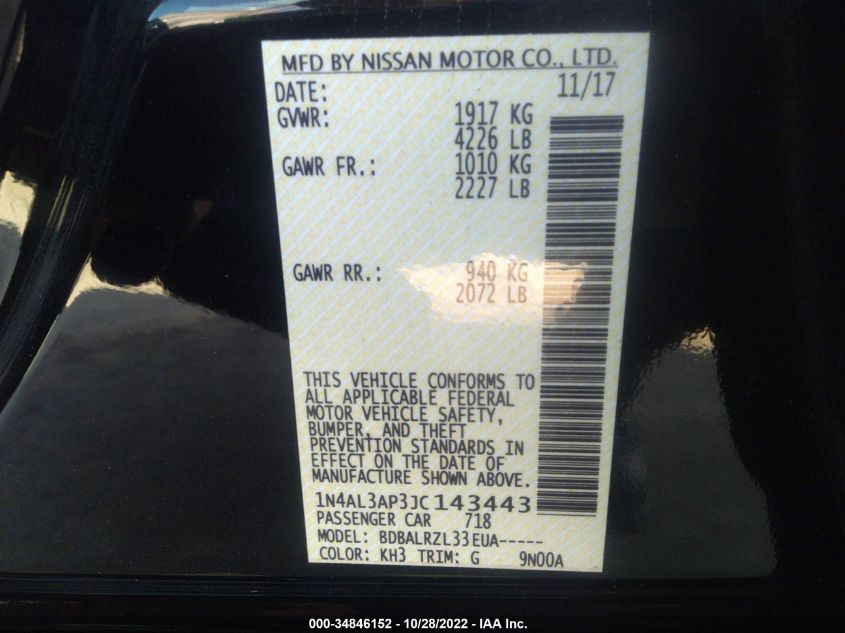 MFD BY NISSAN MOTOR CO., LTD.
DATE: 11/17
GVWR: 1917 KG
4226 LB
GAWR FR.: 1010 KG
2227 LB
GAWR RR.: 940 KG
2072 LB
THIS VEHICLE CONFORMS TO
ALL APPLICABLE FEDERAL
MOTOR VEHICLE SAFETY,
BUMPER, AND THEFT
PREVENTION STANDARDS IN
EFFECT ON THE DATE OF
MANUFACTURE SHOWN ABOVE.
1N4AL3AP3JC143443
PASSENGER CAR 718
MODEL: BDBALRZL33EUA-----
COLOR: KH3 TRIM: G 9N00A
000-34846152 - 10/28/2022 - IAA Inc.